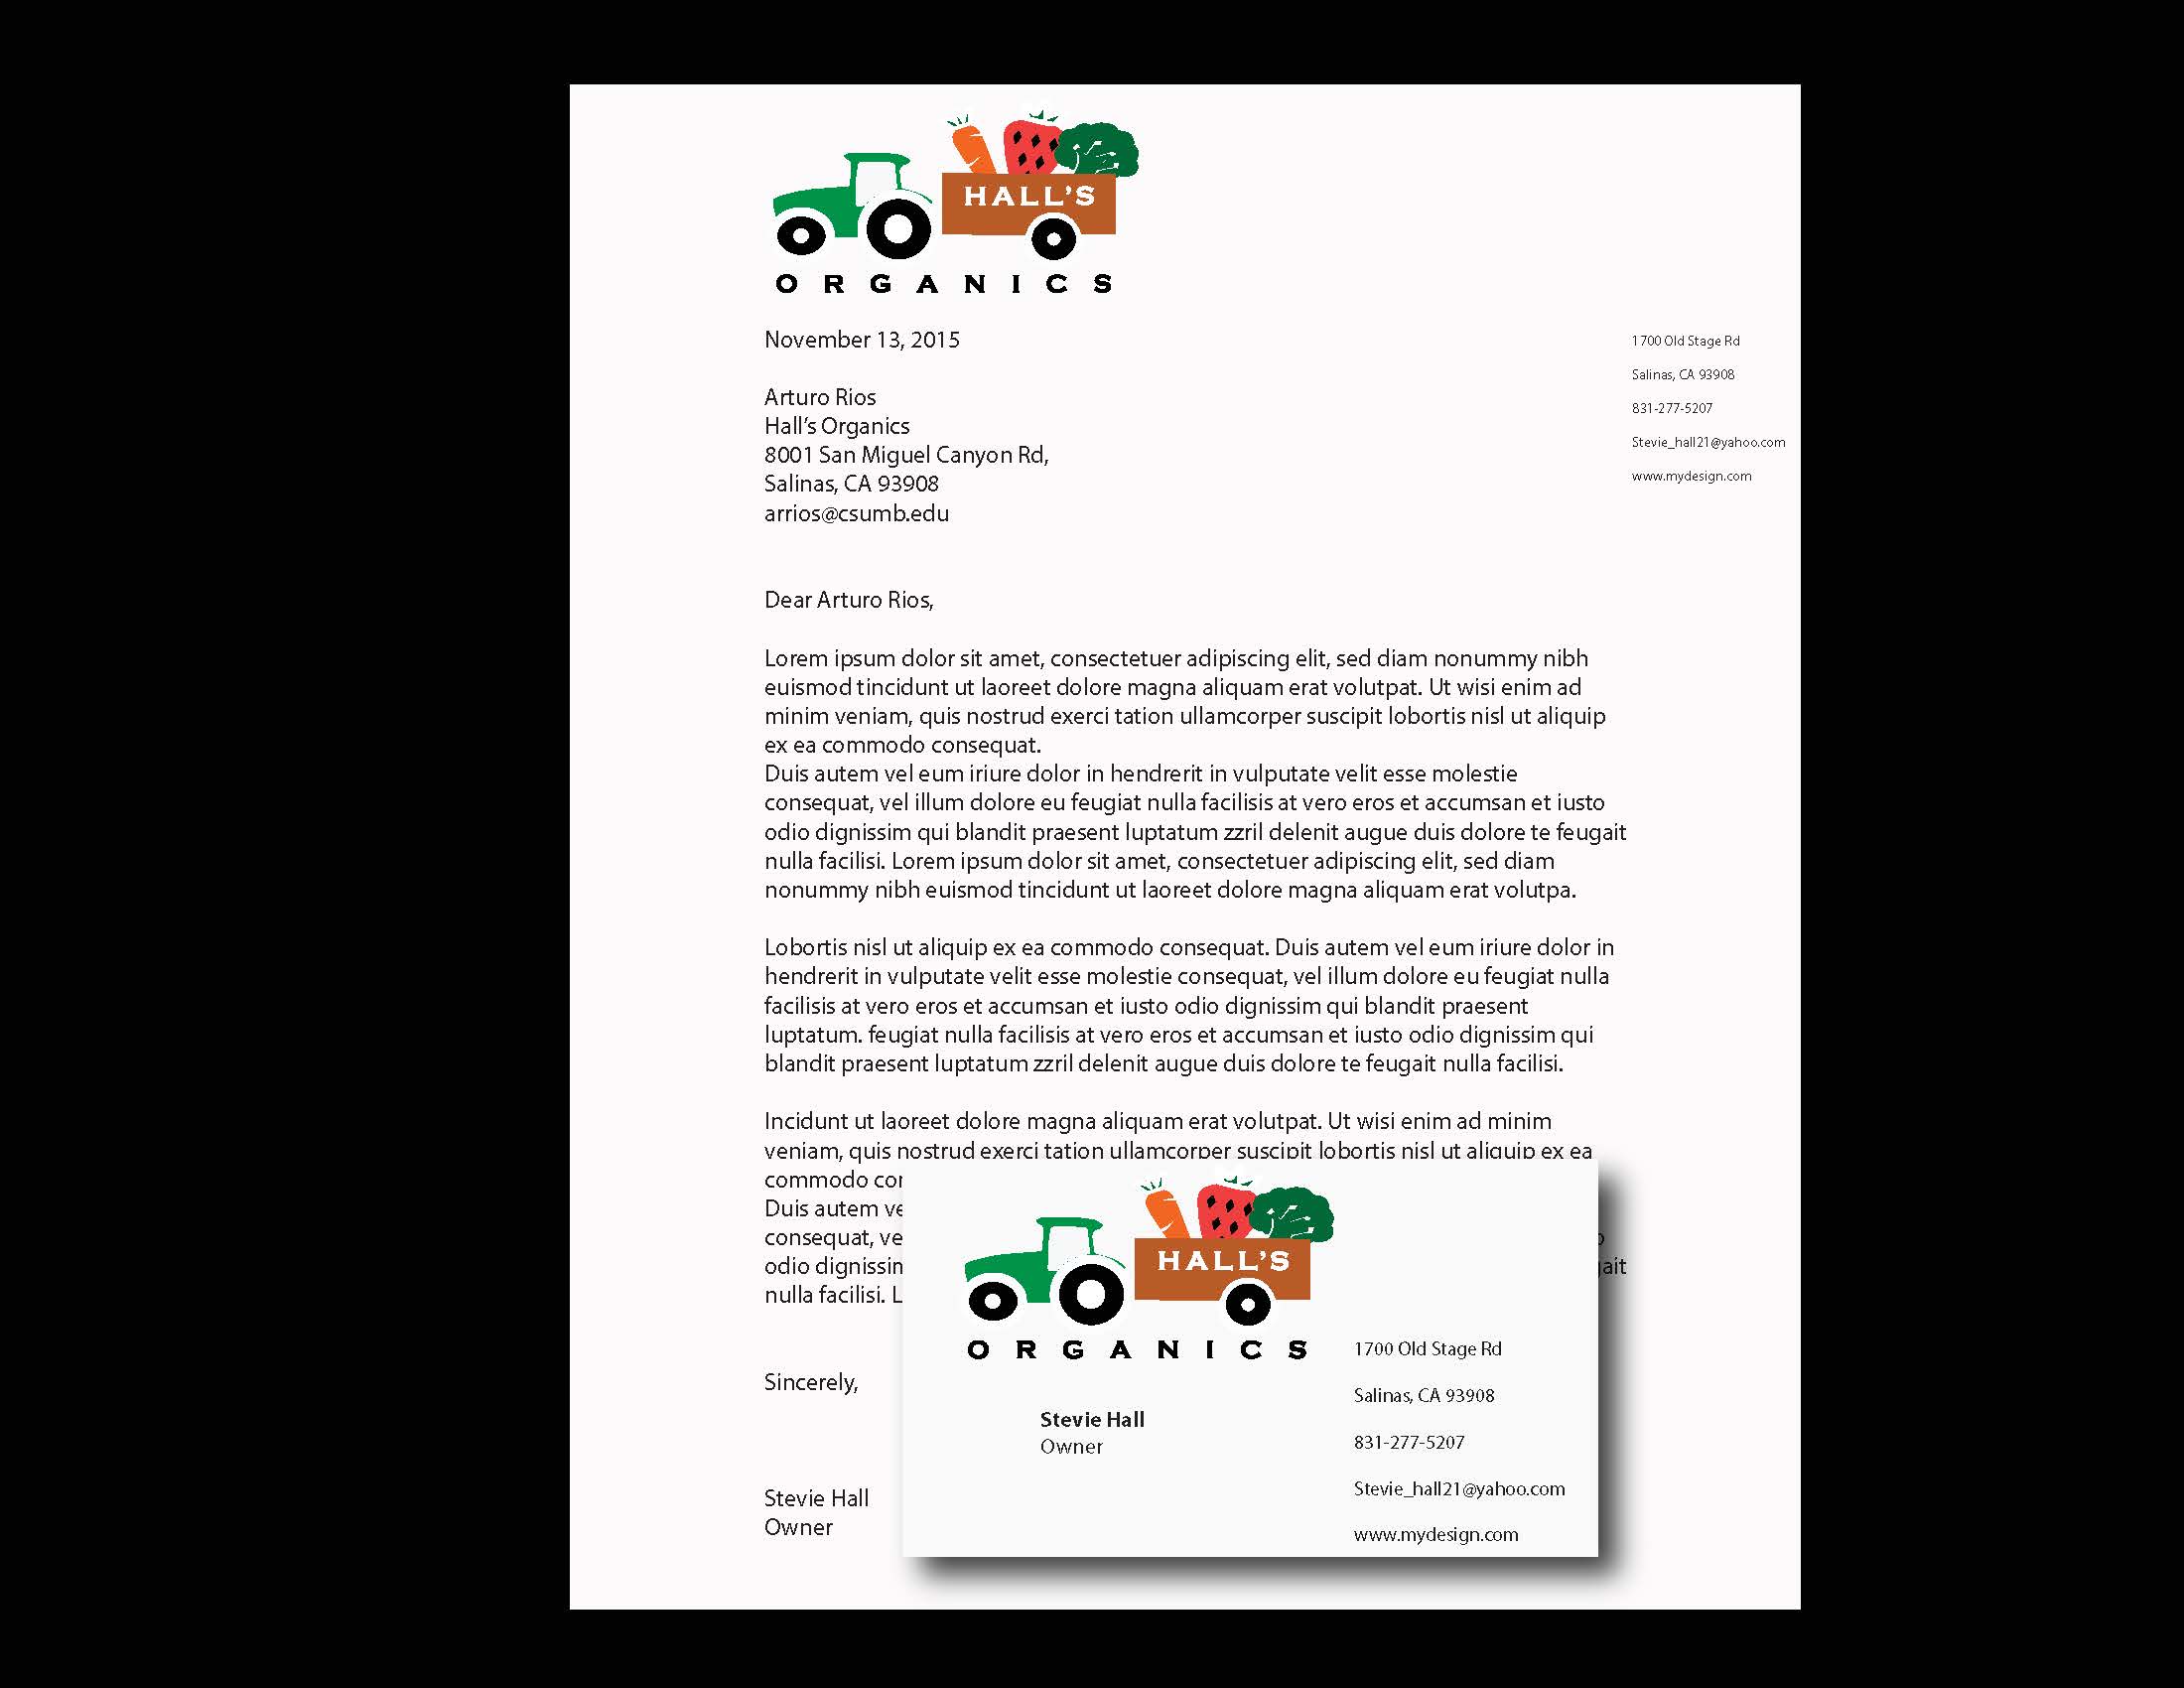 HALL'S
ORGANICS
November 13, 2015
Arturo Rios
Hall's Organics
8001 San Miguel Canyon Rd,
Salinas, CA 93908
arrios@csumb.edu
1700 Old Stage Rd
Salinas, CA 93908
831-277-5207
Stevie_hall21@yahoo.com
www.mydesign.com
Dear Arturo Rios,
Lorem ipsum dolor sit amet, consectetuer adipiscing elit, sed diam nonummy nibh
euismod tincidunt ut laoreet dolore magna aliquam erat volutpat. Ut wisi enim ad
minim veniam, quis nostrud exerci tation ullamcorper suscipit lobortis nisl ut aliquip
ex ea commodo consequat.
Duis autem vel eum iriure dolor in hendrerit in vulputate velit esse molestie
consequat, vel illum dolore eu feugiat nulla facilisis at vero eros et accumsan et iusto
odio dignissim qui blandit praesent luptatum zzril delenit augue duis dolore te feugait
nulla facilisi. Lorem ipsum dolor sit amet, consectetuer adipiscing elit, sed diam
nonummy nibh euismod tincidunt ut laoreet dolore magna aliquam erat volutpa.
Lobortis nisl ut aliquip ex ea commodo consequat. Duis autem vel eum iriure dolor in
hendrerit in vulputate velit esse molestie consequat, vel illum dolore eu feugiat nulla
facilisis at vero eros et accumsan et iusto odio dignissim qui blandit praesent
luptatum. feugiat nulla facilisis at vero eros et accumsan et iusto odio dignissim qui
blandit praesent luptatum zzril delenit augue duis dolore te feugait nulla facilisi.
Incidunt ut laoreet dolore magna aliquam erat volutpat. Ut wisi enim ad minim
veniam, quis nostrud exerci tation ullamcorper suscipit lobortis nisl ut aliquip ex ea
commodo
Duis autem
consequat,
odio
nulla facilisi.
Sincerely,
Stevie Hall
Owner
HALL'S
ORGANICS
Stevie Hall
Owner
1700 Old Stage Rd
Salinas, CA 93908
831-277-5207
Stevie_hall21@yahoo.com
www.mydesign.com